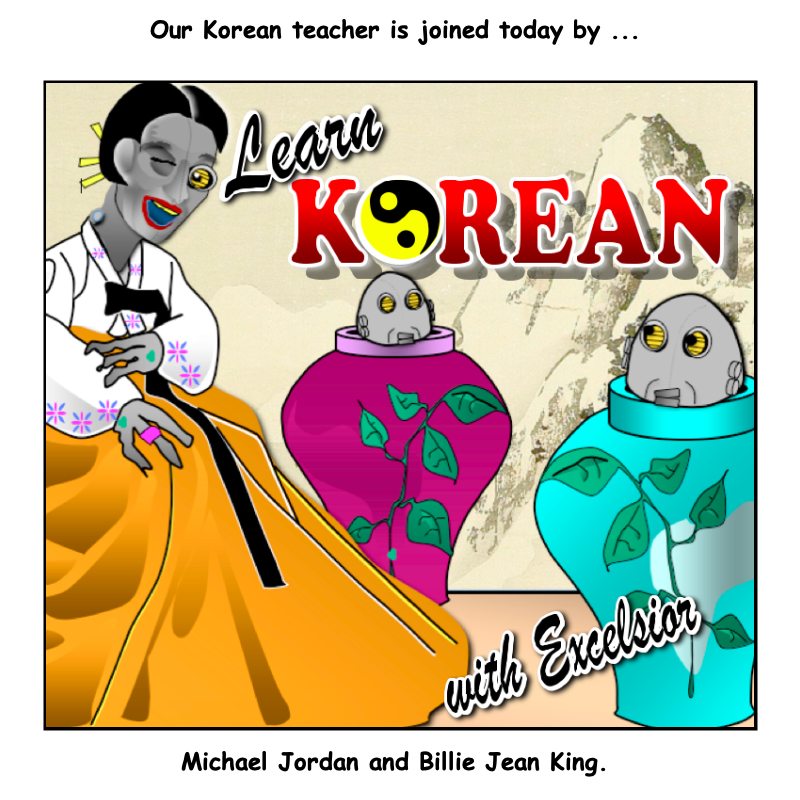 Our Korean teacher is joined today by ...
Learn
KOREAN
with Excelsior
Michael Jordan and Billie Jean King.